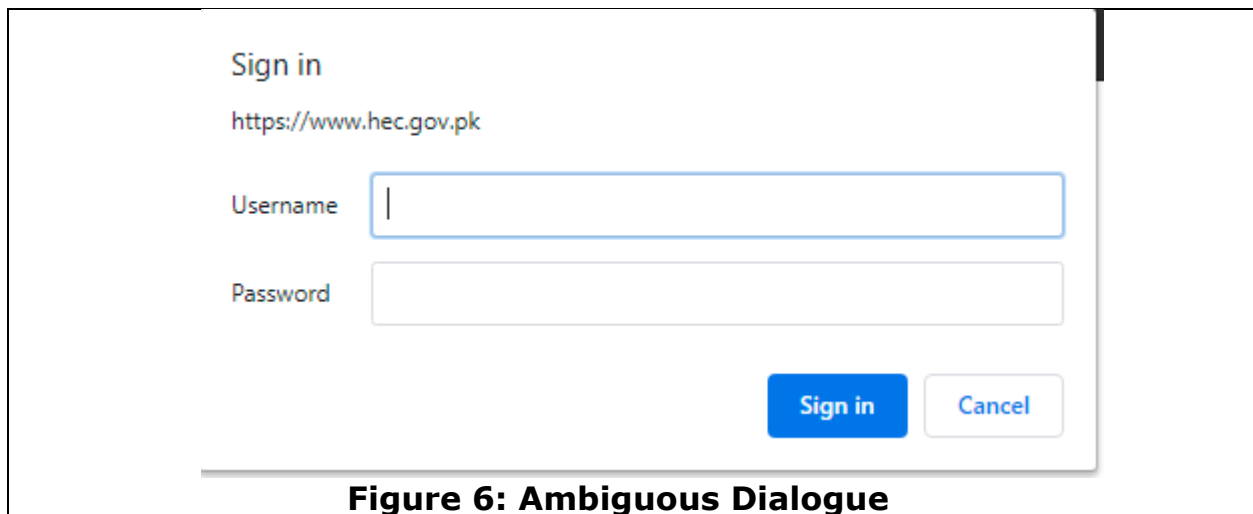 Sign in
https://www.hec.gov.pk
Username
Password
Sign in Cancel
Figure 6: Ambiguous Dialogue